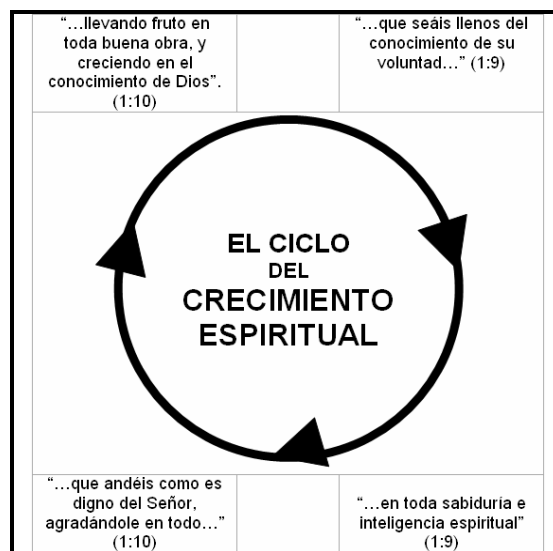 “…llevando fruto en
toda buena obra, y
creciendo en el
conocimiento de Dios”.
(1:10)
“…que seáis llenos del
conocimiento de su
voluntad…” (1:9)
EL CICLO
DEL
CRECIMIENTO
ESPIRITUAL
“…que andéis como es
digno del Señor,
agradándole en todo…”
(1:10)
“…en toda sabiduría e
inteligencia espiritual”
(1:9)